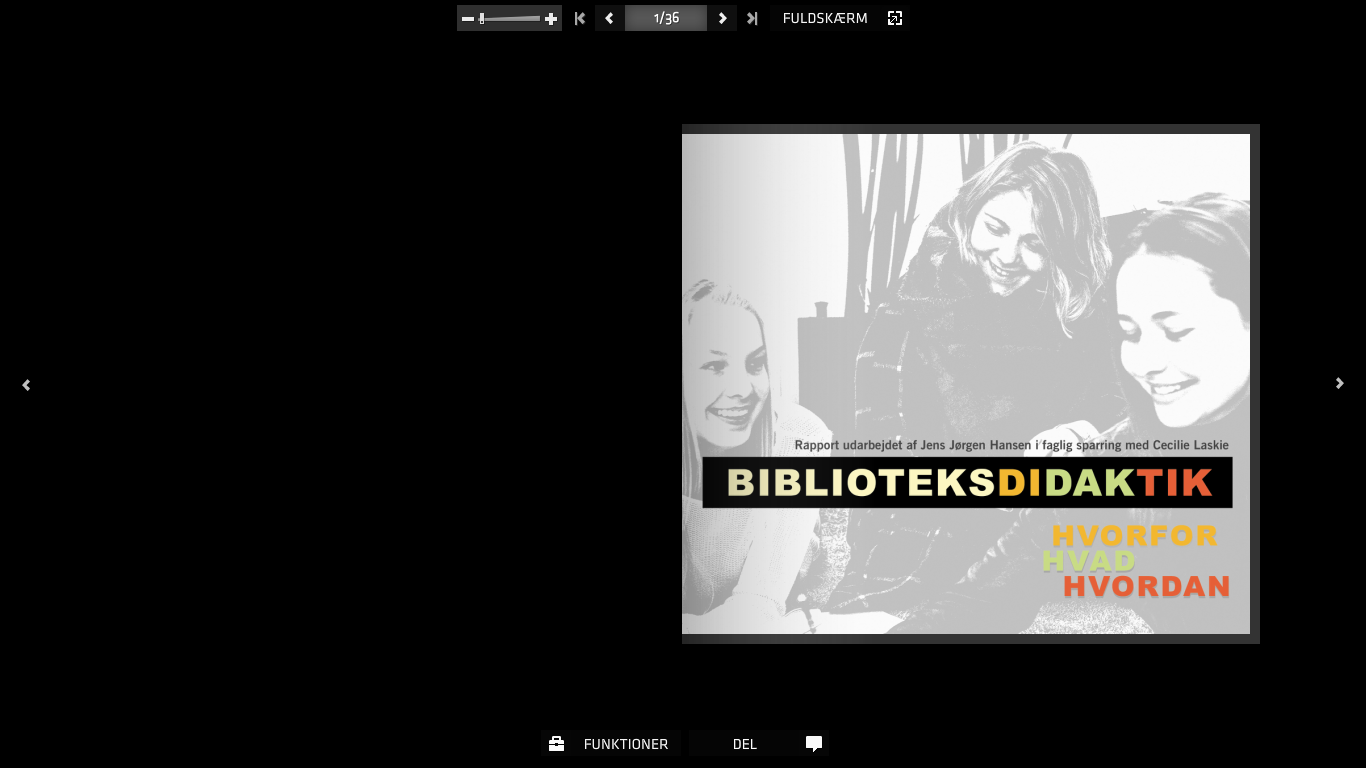 1/36
FULDSKÆRM
Rapport udarbejdet af Jens Jørgen Hansen i faglig sparring med Cecilie Laskie
BIBLIOTEKSDIDAKTIK
HVORFOR
HVAD
HVORDAN
FUNKTIONER
DEL